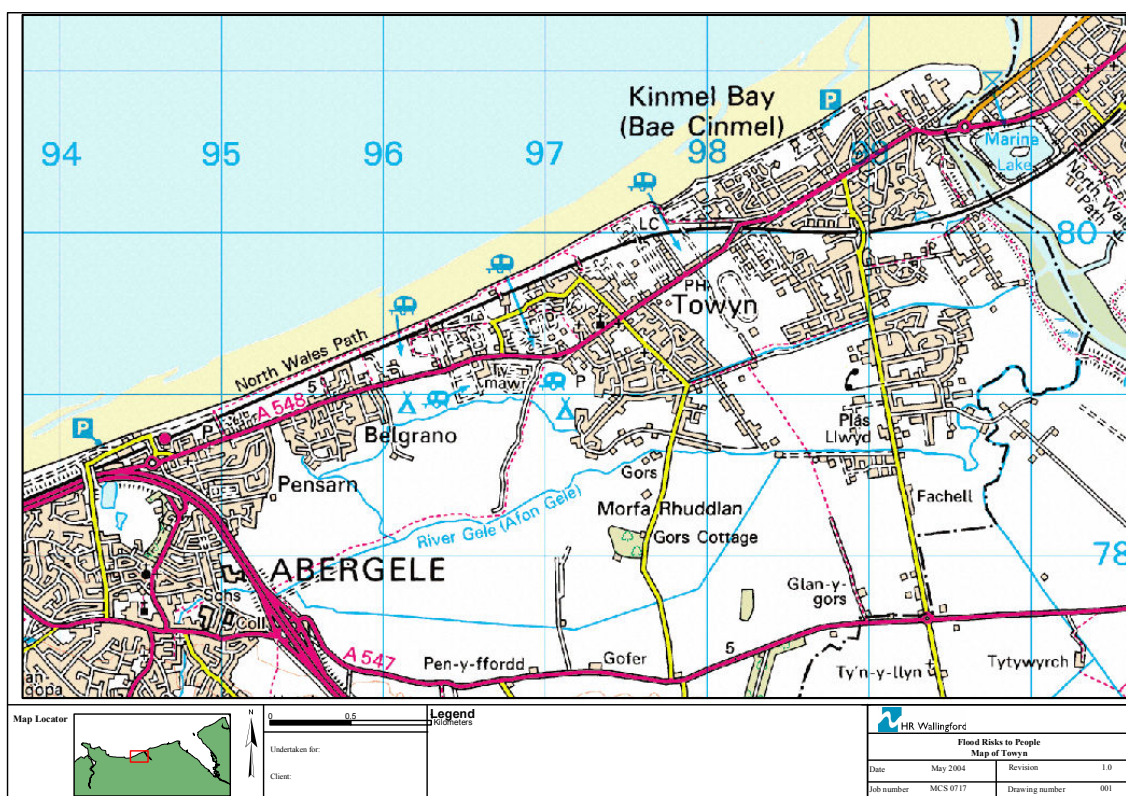 Kinmel Bay
(Bae Cinmel)
P
94
95
96
97
98
99
Marine
Lake
North Wales Path
80
LC
PH
Towyn
North Wales Path
5
A 548
Ty
mawr
P
P
P
Belgrano
Plâs
Llwyd
Gors
Pensarn
Fachell
River Gele (Afon Gele)
Morfa Rhuddlan
Gors Cottage
78
ABERGELE
Schs
Coll
Glan-y-
gors
A 547
Pen-y-ffordd
Gofer
5
Ty'n-y-llyn
Tytywyrch
Map Locator
N
0 0.5 1
Kilometers
Legend
Undertaken for:
Client:
HR Wallingford
Flood Risks to People
Map of Towyn
Date May 2004 Revision 1.0
Job number MCS 0717 Drawing number 001